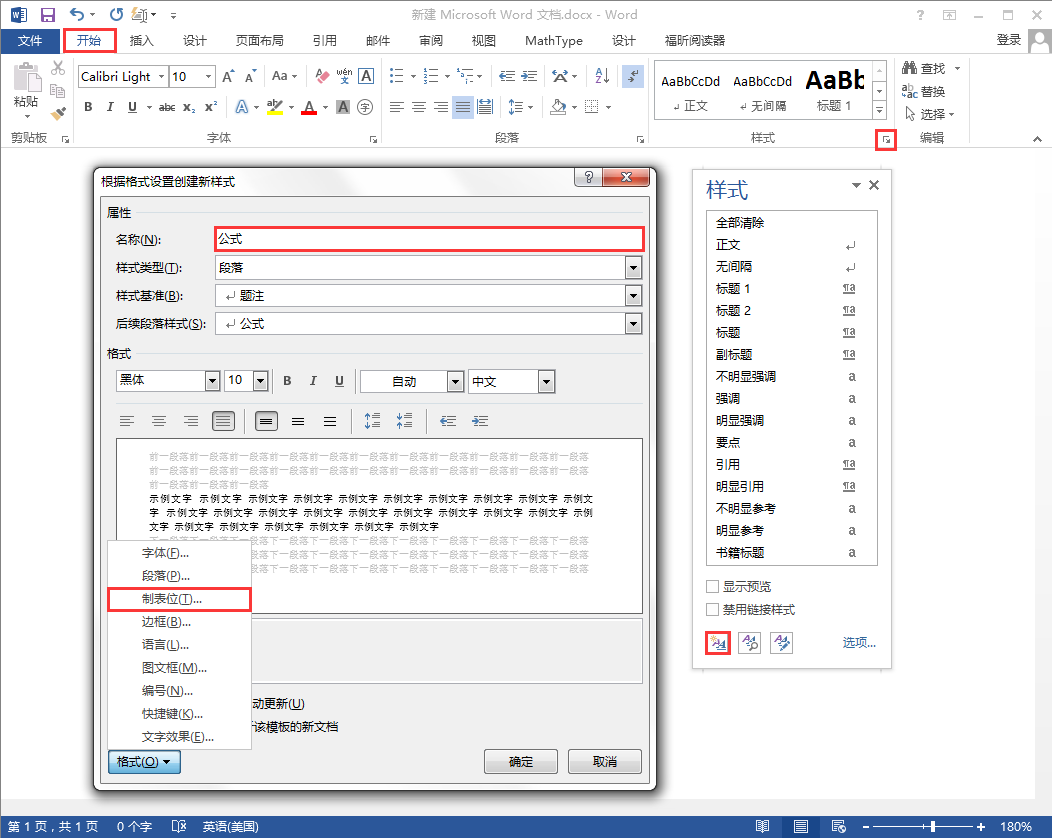 新建 Microsoft Word 文档.docx - Word
文件 开始 插入 设计 页面布局 引用 邮件 审阅 视图 MathType 设计 福昕阅读器 登录
粘贴
剪贴板
Calibri Light 10 A A Aa wén 文 A
B I U abc x₂ x² A ab A A 字
字体
段落
AaBbCcDd AaBbCcDd AaBb
正文 无间隔 标题 1
样式
查找
替换
选择
编辑
根据格式设置创建新样式
属性
名称(N): 公式
样式类型(T): 段落
样式基准(B): 题注
后续段落样式(S): 公式
格式
黑体 10 B I U 自动 中文
前一段落前一段落前一段落前一段落前一段落前一段落前一段落前一段落前一段落前一段落前一段落
前一段落前一段落前一段落前一段落前一段落前一段落前一段落前一段落前一段落前一段落前一段落
前一段落前一段落前一段落
示例文字 示例文字 示例文字 示例文字 示例文字 示例文字 示例文字 示例文字 示例文字 示例文
字 示例文字 示例文字 示例文字 示例文字 示例文字 示例文字 示例文字 示例文字 示例文字
文字 示例文字 示例文字 示例文字 示例文字 示例文字 示例文字
下一段落下一段落下一段落下一段落下一段落下一段落下一段落下一段落
落下一段落下一段落下一段落下一段落下一段落下一段落下一段落下一段落
落下一段落下一段落下一段落下一段落下一段落下一段落下一段落下一段落
字体(F)...
段落(P)...
制表位(T)...
边框(B)...
语言(L)...
图文框(M)...
编号(N)...
快捷键(K)...
文字效果(E)...
动更新(U)
该模板的新文档
格式(O)
确定 取消
样式
全部清除
正文
无间隔
标题 1
标题 2
标题
副标题
不明显强调
强调
明显强调
要点
引用
明显引用
不明显参考
明显参考
书籍标题
显示预览
禁用链接样式
选项...
第 1 页，共 1 页 0 个字 英语(美国) 180%